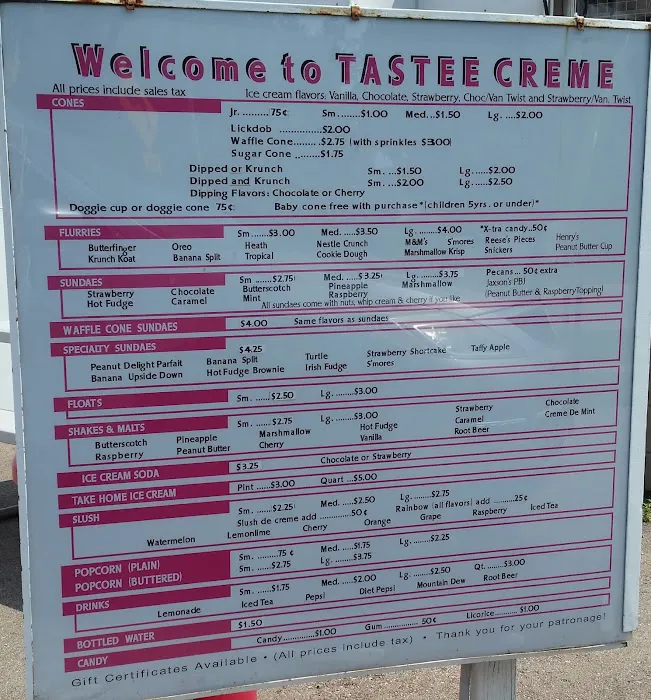 Welcome to TASTEE CREME
All prices include sales tax Ice cream flavors: Vanilla, Chocolate, Strawberry, Choc/Van Twist and Strawberry/Van. Twist
CONES
Jr. .........75¢ Sm......$1.00 Med...$1.50 Lg. ....$2.00
Lickdob ..............$2.00
Waffle Cone.......$2.75 (with sprinkles $3.00)
Sugar Cone .......$1.75
Dipped or Krunch Sm. ...$1.50 Lg......$2.00
Dipped and Krunch Sm. ...$2.00 Lg. ....$2.50
Dipping Flavors: Chocolate or Cherry
Doggie cup or doggie cone 75¢ Baby cone free with purchase*(children 5yrs. or under)*
FLURRIES Sm.......$3.00 Med. ....$3.50 Lg. ......$4.00 *X-tra candy..50¢
Butterfinger Oreo Heath Nestle Crunch M&M's S'mores Reese's Pieces Henry's
Krunch Koat Banana Split Tropical Cookie Dough Marshmallow Krisp Snickers Peanut Butter Cup
SUNDAES Sm. ......$2.75 Med. ....$3.25 Lg. ......$3.75 Pecans... 50¢ extra
Strawberry Chocolate Butterscotch Pineapple Marshmallow Jaxson's PBJ
Hot Fudge Caramel Mint Raspberry (Peanut Butter & Raspberry Topping)
All sundaes come with nuts, whip cream & cherry if you like
WAFFLE CONE SUNDAES $4.00 Same flavors as sundaes
SPECIALTY SUNDAES $4.25
Peanut Delight Parfait Banana Split Turtle Strawberry Shortcake Taffy Apple
Banana Upside Down Hot Fudge Brownie Irish Fudge S'mores
FLOATS Sm. .....$2.50 Lg. .......$3.00
SHAKES & MALTS Sm. .....$2.75 Lg. .......$3.00
Butterscotch Pineapple Marshmallow Hot Fudge Strawberry Chocolate
Raspberry Peanut Butter Cherry Vanilla Caramel Creme De Mint
Root Beer
ICE CREAM SODA $3.25 Chocolate or Strawberry
TAKE HOME ICE CREAM Pint .....$3.00 Quart ...$5.00
SLUSH Sm. .....$2.25 Med. ....$2.50 Lg. .......$2.75
Slush de creme add ..........50¢ Rainbow (all flavors) add .........25¢
Watermelon Lemonlime Cherry Orange Grape Raspberry Iced Tea
POPCORN (PLAIN) Sm. .......75 ¢ Med. ....$1.75 Lg. ......$2.25
POPCORN (BUTTERED) Sm. .....$2.75 Lg. ......$3.75
DRINKS Sm. .....$1.75 Med. ....$2.00 Lg. ......$2.50 Qt. ......$3.00
Lemonade Iced Tea Pepsi Diet Pepsi Mountain Dew Root Beer
BOTTLED WATER $1.50
CANDY Candy.............$1.00 Gum ............... 50¢ Licorice..........$1.00
Gift Certificates Available • (All prices include tax) • Thank you for your patronage!